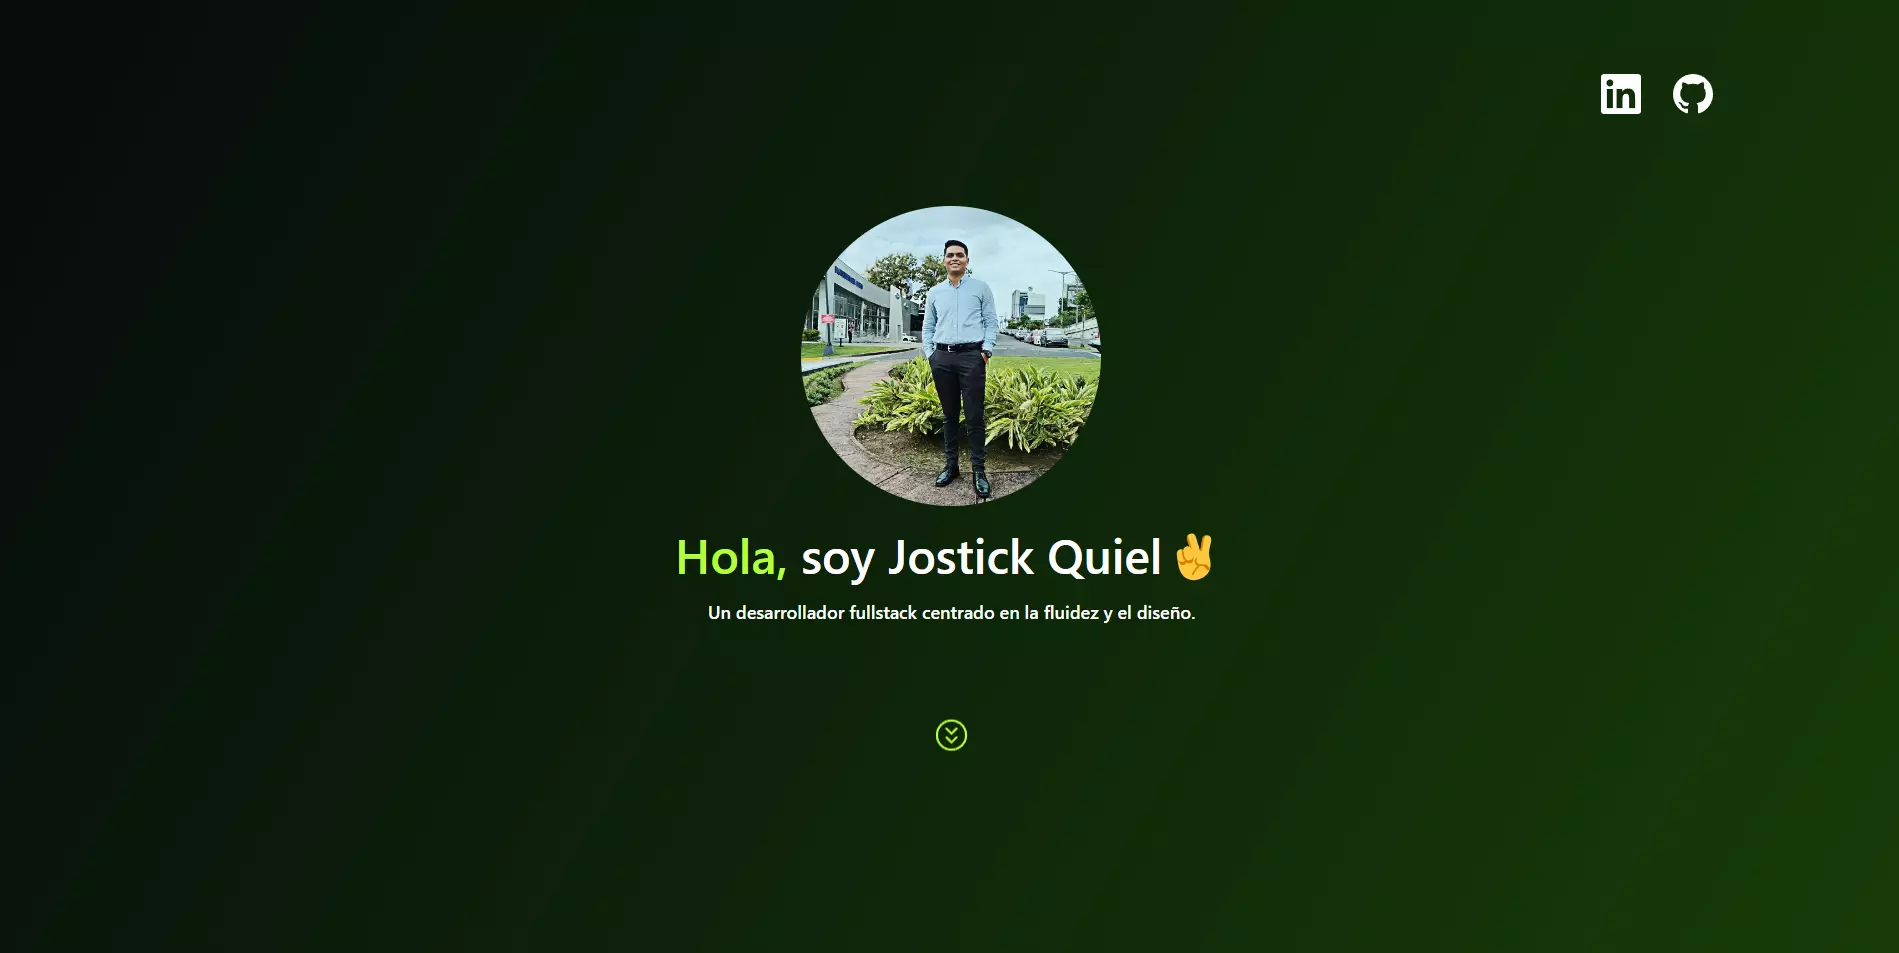 in
Hola, soy Jostick Quiel✌️
Un desarrollador fullstack centrado en la fluidez y el diseño.